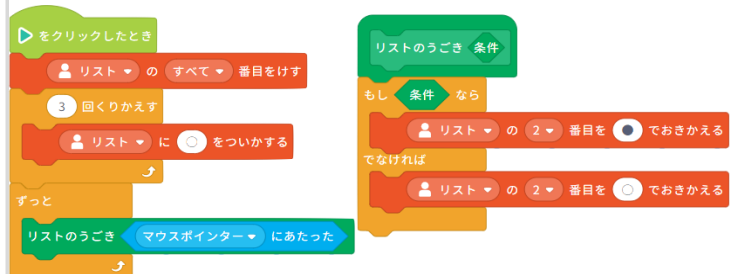 をクリックしたとき
リスト の すべて 番目をけす
3 回くりかえす
リスト に ○ をついかする
ずっと
リストのうごき マウスポインター にあたった
リストのうごき 条件
もし 条件 なら
リスト の 2 番目を ● でおきかえる
でなければ
リスト の 2 番目を ○ でおきかえる